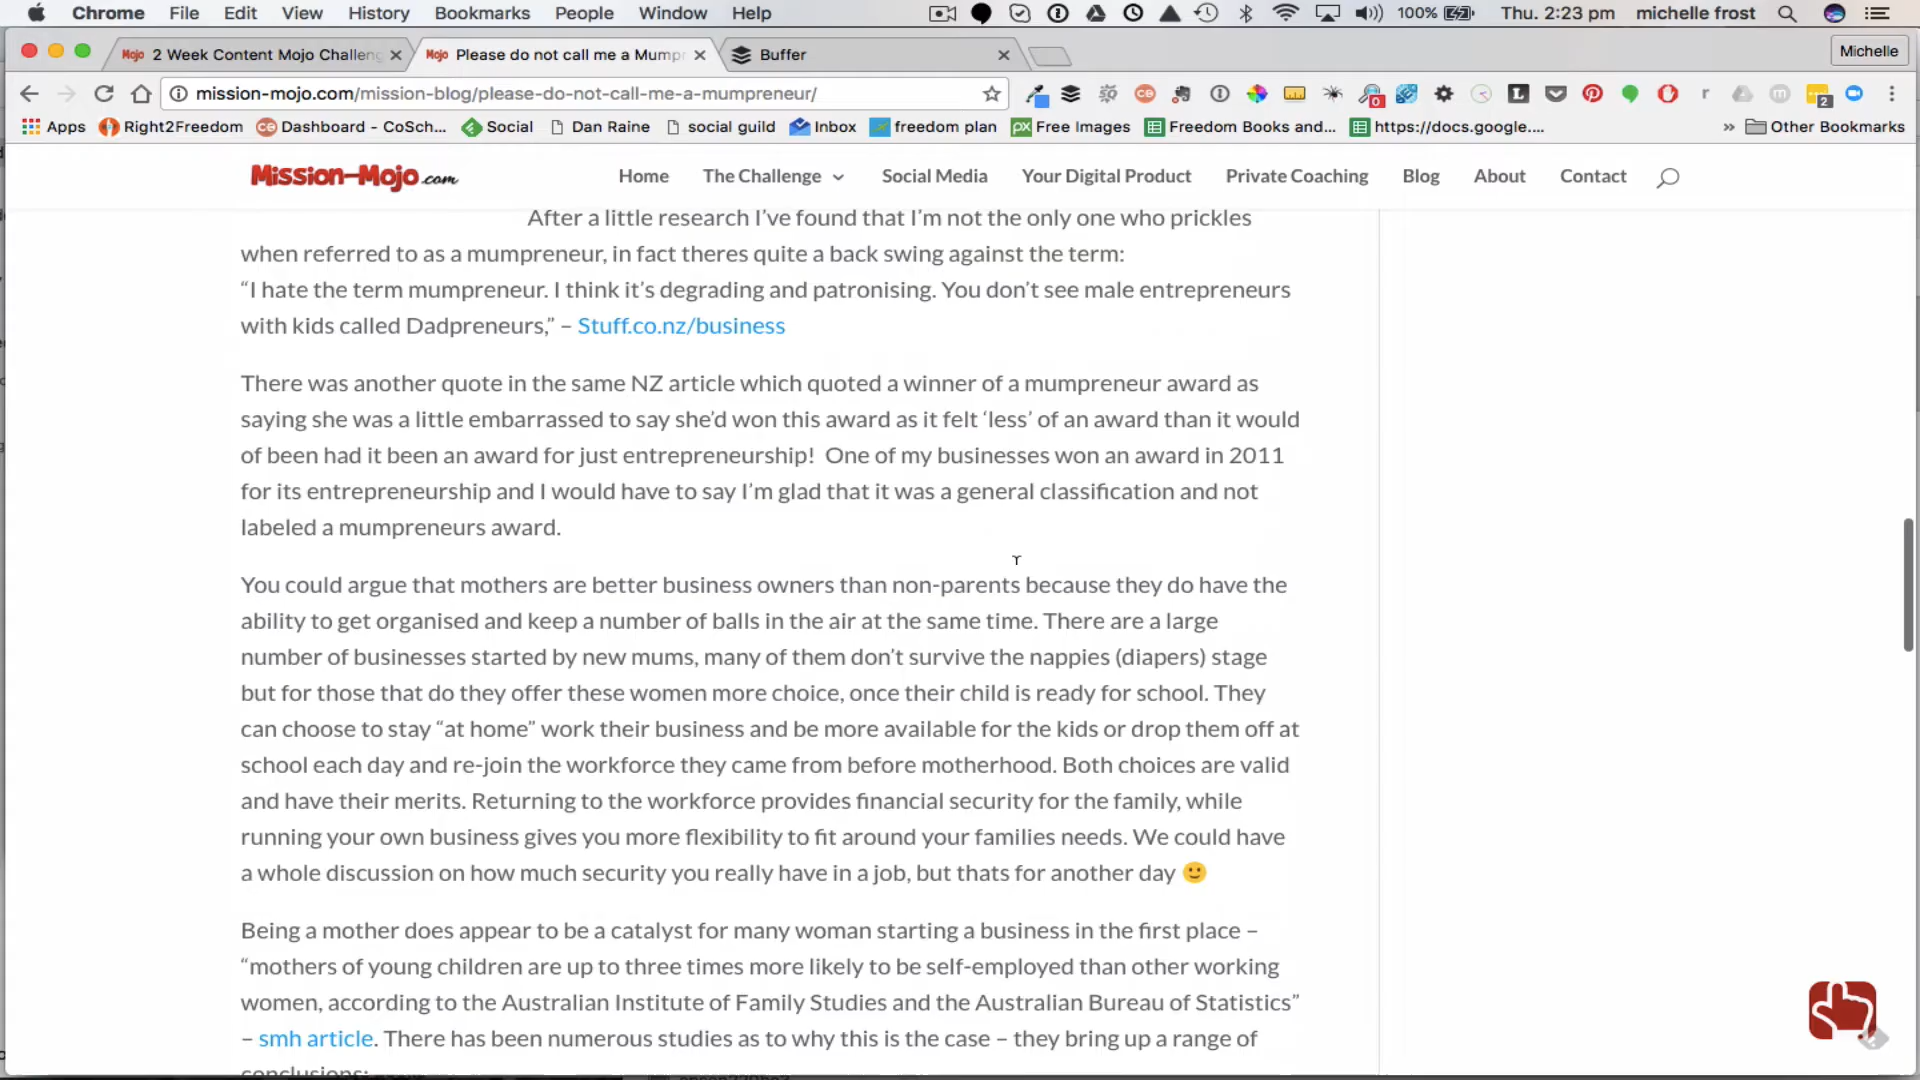 Chrome File Edit View History Bookmarks People Window Help 100% Thu. 2:23 pm michelle frost
Mojo 2 Week Content Mojo Challeng Mojo Please do not call me a Mump Buffer Michelle
mission-mojo.com/mission-blog/please-do-not-call-me-a-mumpreneur/
Apps Right2Freedom Dashboard - CoSch... Social Dan Raine social guild Inbox freedom plan px Free Images Freedom Books and... https://docs.google.... » Other Bookmarks
Mission-Mojo.com Home The Challenge Social Media Your Digital Product Private Coaching Blog About Contact
After a little research I’ve found that I’m not the only one who prickles
when referred to as a mumpreneur, in fact theres quite a back swing against the term:
“I hate the term mumpreneur. I think it’s degrading and patronising. You don’t see male entrepreneurs
with kids called Dadpreneurs,” – Stuff.co.nz/business
There was another quote in the same NZ article which quoted a winner of a mumpreneur award as
saying she was a little embarrassed to say she’d won this award as it felt ‘less’ of an award than it would
of been had it been an award for just entrepreneurship! One of my businesses won an award in 2011
for its entrepreneurship and I would have to say I’m glad that it was a general classification and not
labeled a mumpreneurs award.
You could argue that mothers are better business owners than non-parents because they do have the
ability to get organised and keep a number of balls in the air at the same time. There are a large
number of businesses started by new mums, many of them don’t survive the nappies (diapers) stage
but for those that do they offer these women more choice, once their child is ready for school. They
can choose to stay “at home” work their business and be more available for the kids or drop them off at
school each day and re-join the workforce they came from before motherhood. Both choices are valid
and have their merits. Returning to the workforce provides financial security for the family, while
running your own business gives you more flexibility to fit around your families needs. We could have
a whole discussion on how much security you really have in a job, but thats for another day 🙂
Being a mother does appear to be a catalyst for many woman starting a business in the first place –
“mothers of young children are up to three times more likely to be self-employed than other working
women, according to the Australian Institute of Family Studies and the Australian Bureau of Statistics”
– smh article. There has been numerous studies as to why this is the case – they bring up a range of
conclusions: